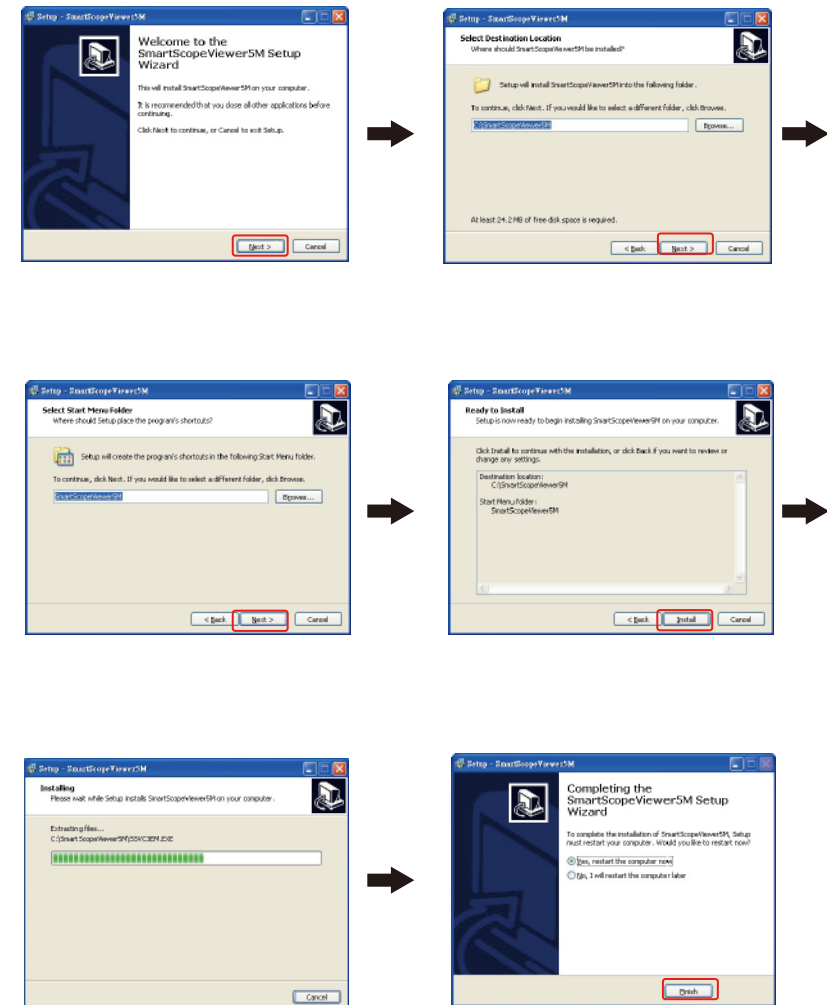 Setup - SmartScopeViewer5M
Welcome to the
SmartScopeViewer5M Setup
Wizard
This will install SmartScopeViewer5M on your computer.
It is recommended that you close all other applications before
continuing.
Click Next to continue, or Cancel to exit Setup.
Next >
Cancel
Setup - SmartScopeViewer5M
Select Destination Location
Where should SmartScopeViewer5M be installed?
Setup will install SmartScopeViewer5M into the following folder.
To continue, click Next. If you would like to select a different folder, click Browse.
C:\SmartScopeViewer5M
Browse...
At least 24.2 MB of free disk space is required.
< Back
Next >
Cancel
Setup - SmartScopeViewer5M
Select Start Menu Folder
Where should Setup place the program's shortcuts?
Setup will create the program's shortcuts in the following Start Menu folder.
To continue, click Next. If you would like to select a different folder, click Browse.
SmartScopeViewer5M
Browse...
< Back
Next >
Cancel
Setup - SmartScopeViewer5M
Ready to Install
Setup is now ready to begin installing SmartScopeViewer5M on your computer.
Click Install to continue with the installation, or click Back if you want to review or
change any settings.
Destination location:
C:\SmartScopeViewer5M
Start Menu folder:
SmartScopeViewer5M
< Back
Install
Cancel
Setup - SmartScopeViewer5M
Installing
Please wait while Setup installs SmartScopeViewer5M on your computer.
Extracting files...
C:\SmartScopeViewer5M\SSVC3EM.EXE
Cancel
Setup - SmartScopeViewer5M
Completing the
SmartScopeViewer5M Setup
Wizard
To complete the installation of SmartScopeViewer5M, Setup
must restart your computer. Would you like to restart now?
Yes, restart the computer now
No, I will restart the computer later
Finish